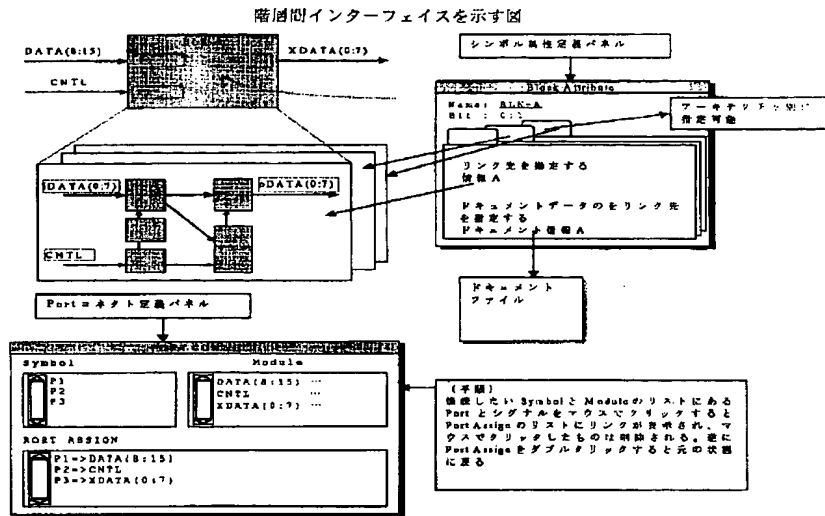 階層間インターフェイスを示す図
DATA(8:15)
XDATA(0:7)
CNTL
シンボル属性定義パネル
Block Attribute
Name: BLK-A
Bit : 0:1
アーキテクチャ別に
指定可能
リンク先を指定する
情報A
ドキュメントデータのをリンク先
を指定する
ドキュメント情報A
iDATA(0:7)
oDATA(0:7)
CNTL
ドキュメント
ファイル
Portコネクト定義パネル
Symbol
Module
P1
P2
P3
DATA(8:15) …
CNTL …
XDATA(0:7) …
PORT ASSIGN
P1=>DATA(8:15)
P2=>CNTL
P3=>XDATA(0:7)
(手順)
接続したい SymbolとModuleのリストにある
Portとシグナルをマウスでクリックすると
Port Assignのリストにリンクが表示され、マ
ウスでクリックしたものは削除される。逆に
Port Assignをダブルクリックすると元の状態
に戻る